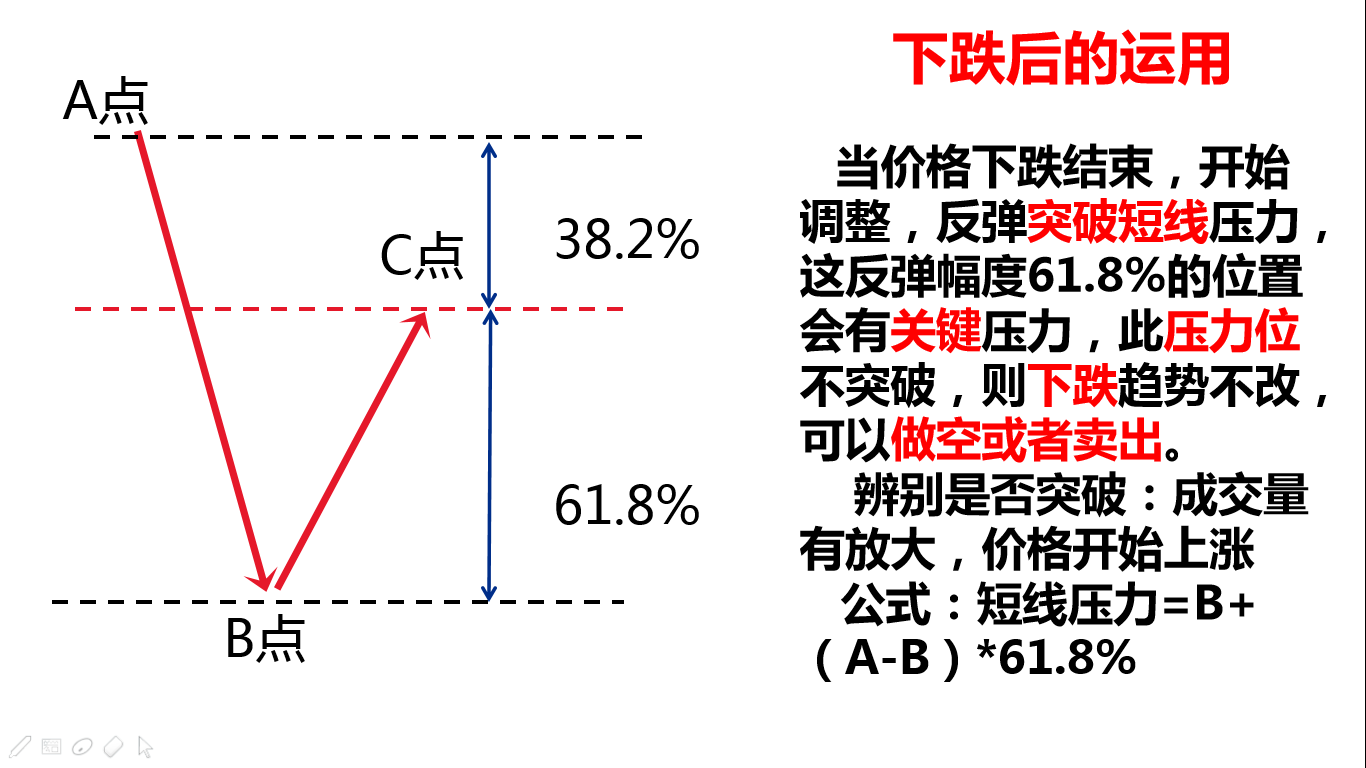 下跌后的运用
A点
C点
38.2%
61.8%
B点
当价格下跌结束，开始
调整，反弹突破短线压力，
这反弹幅度61.8%的位置
会有关键压力，此压力位
不突破，则下跌趋势不改，
可以做空或者卖出。
辨别是否突破：成交量
有放大，价格开始上涨
公式：短线压力=B+
（A-B）*61.8%